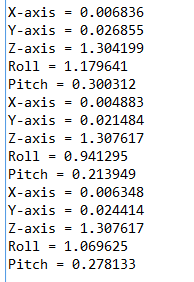 X-axis = 0.006836
Y-axis = 0.026855
Z-axis = 1.304199
Roll = 1.179641
Pitch = 0.300312
X-axis = 0.004883
Y-axis = 0.021484
Z-axis = 1.307617
Roll = 0.941295
Pitch = 0.213949
X-axis = 0.006348
Y-axis = 0.024414
Z-axis = 1.307617
Roll = 1.069625
Pitch = 0.278133